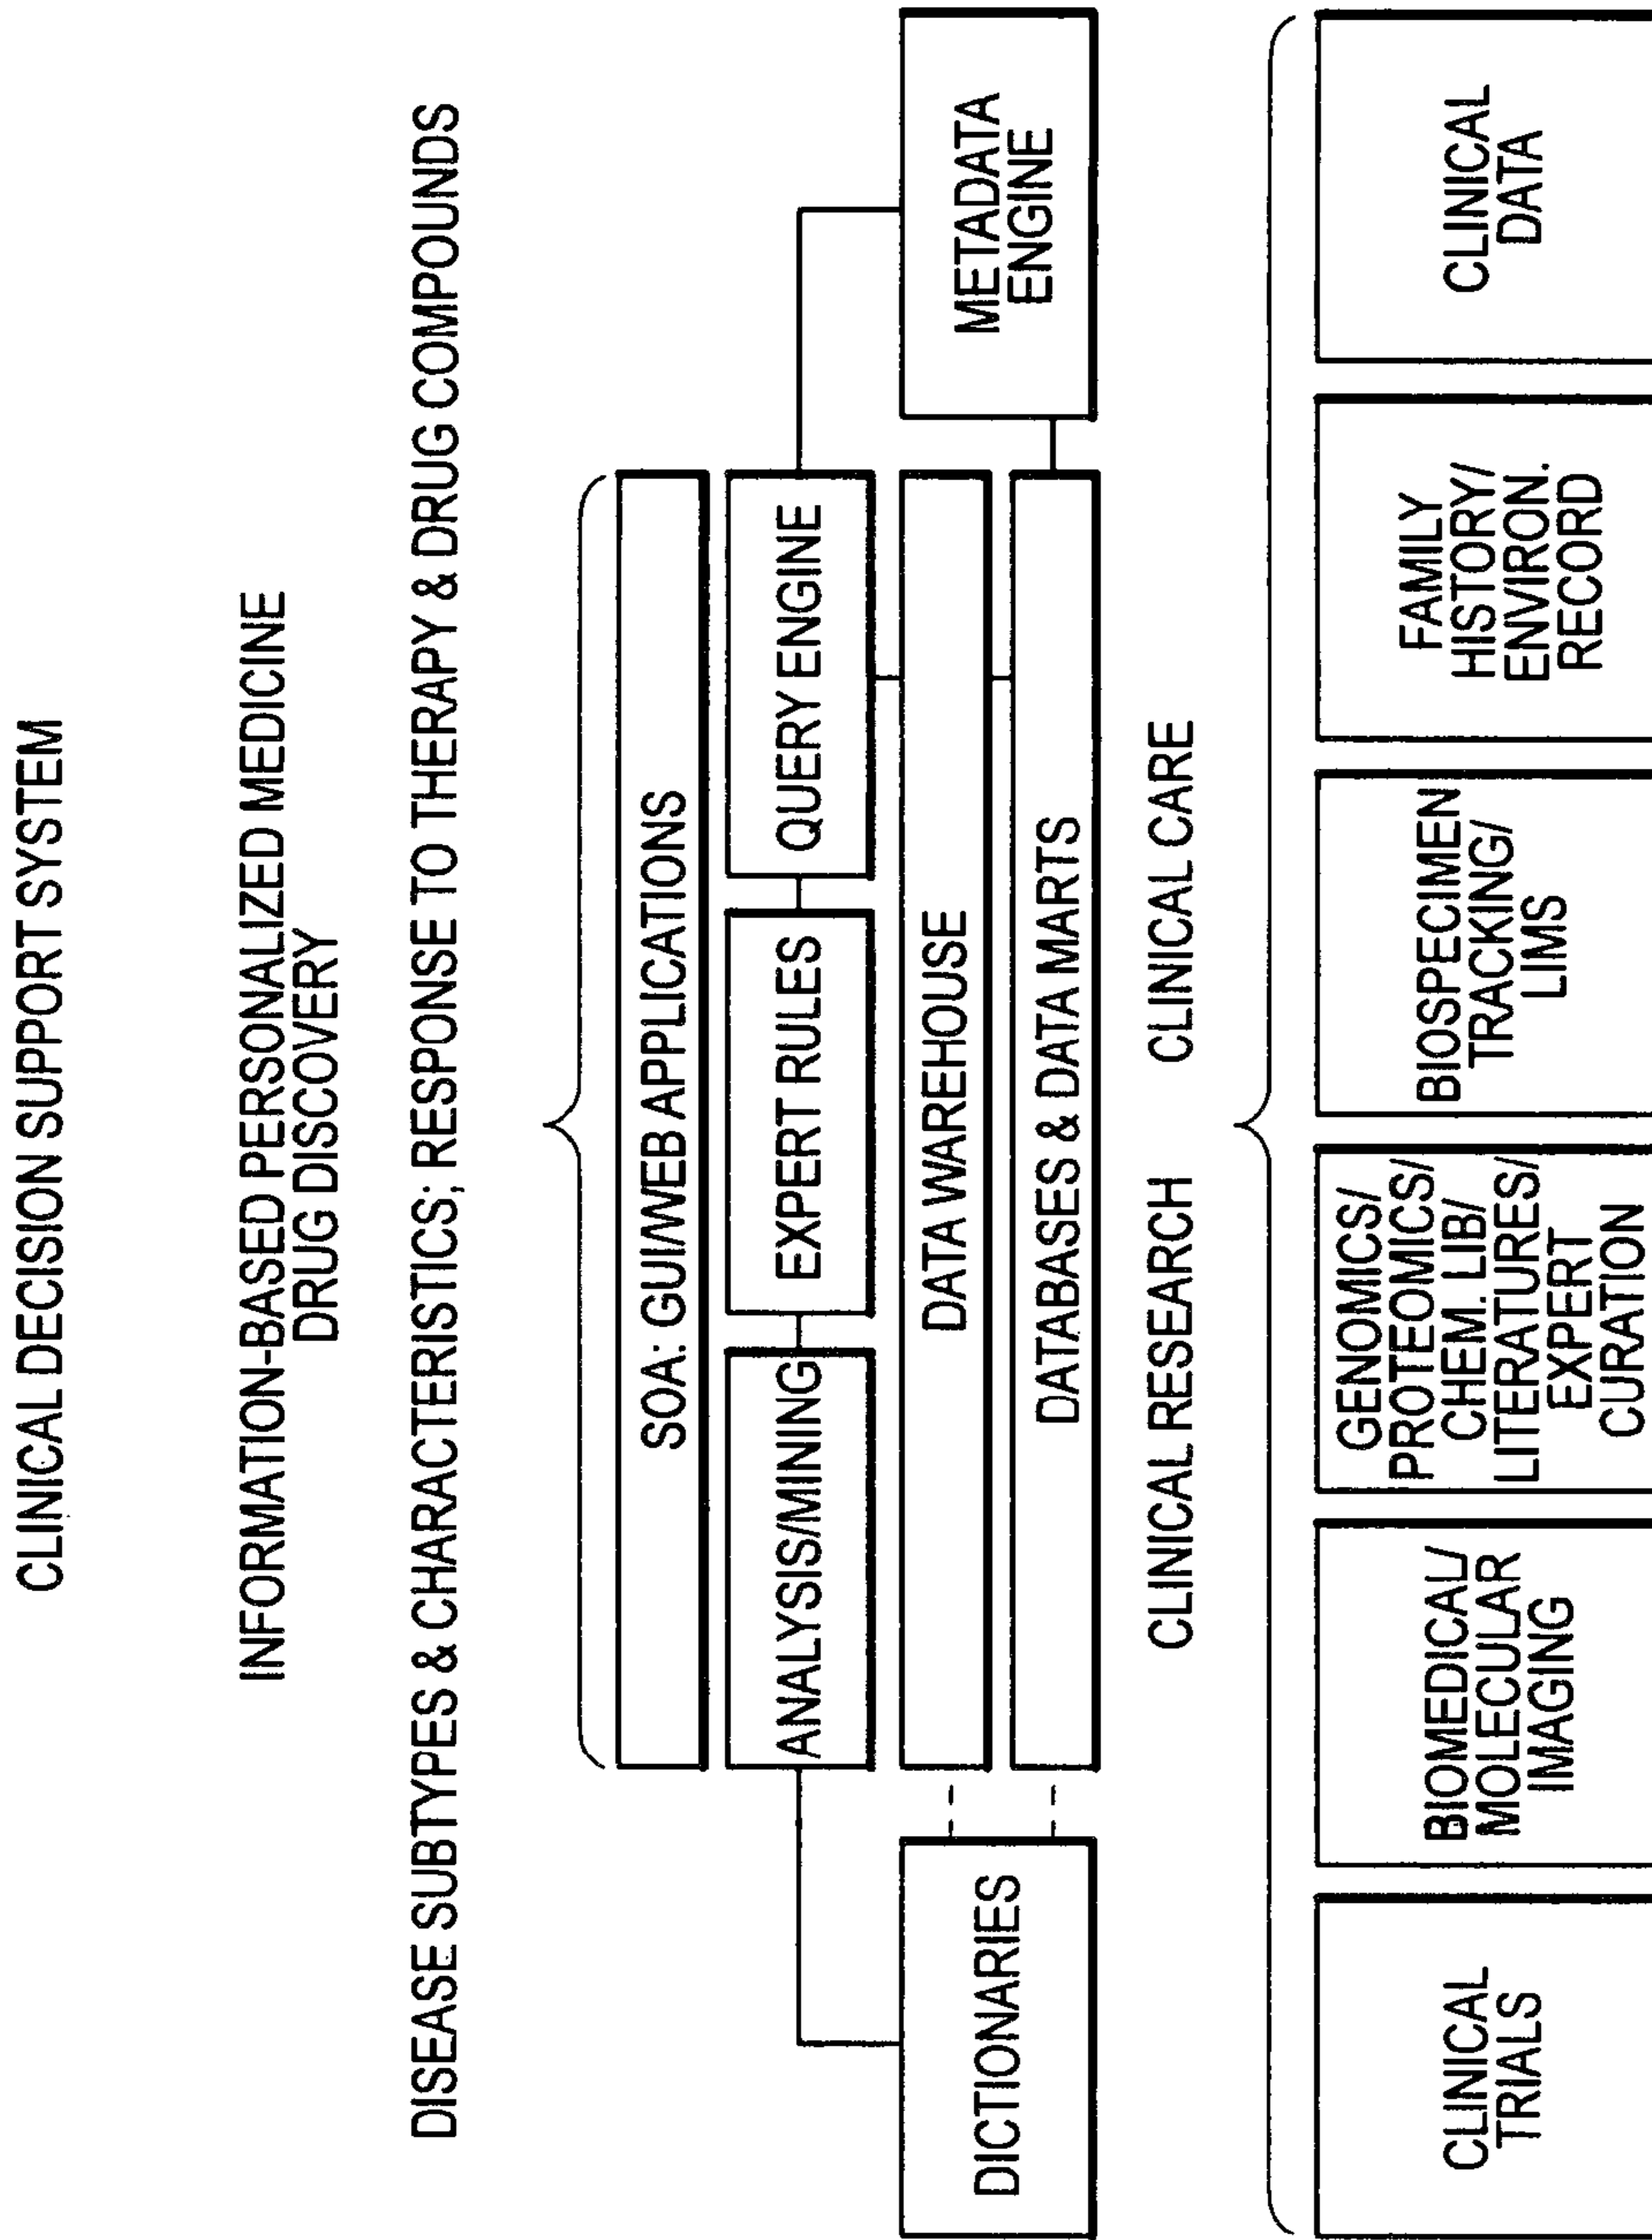 CLINICAL DECISION SUPPORT SYSTEM
INFORMATION-BASED PERSONALIZED MEDICINE
DRUG DISCOVERY
DISEASE SUBTYPES & CHARACTERISTICS; RESPONSE TO THERAPY & DRUG COMPOUNDS
SOA: GUI/WEB APPLICATIONS
ANALYSIS/MINING
EXPERT RULES
QUERY ENGINE
DICTIONARIES
DATA WAREHOUSE
DATABASES & DATA MARTS
METADATA
ENGINE
CLINICAL RESEARCH
CLINICAL CARE
CLINICAL
TRIALS
BIOMEDICAL/
MOLECULAR
IMAGING
GENOMICS/
PROTEOMICS/
CHEM. LIB/
LITERATURES/
EXPERT
CURATION
BIOSPECIMEN
TRACKING/
LIMS
FAMILY
HISTORY/
ENVIRON.
RECORD
CLINICAL
DATA